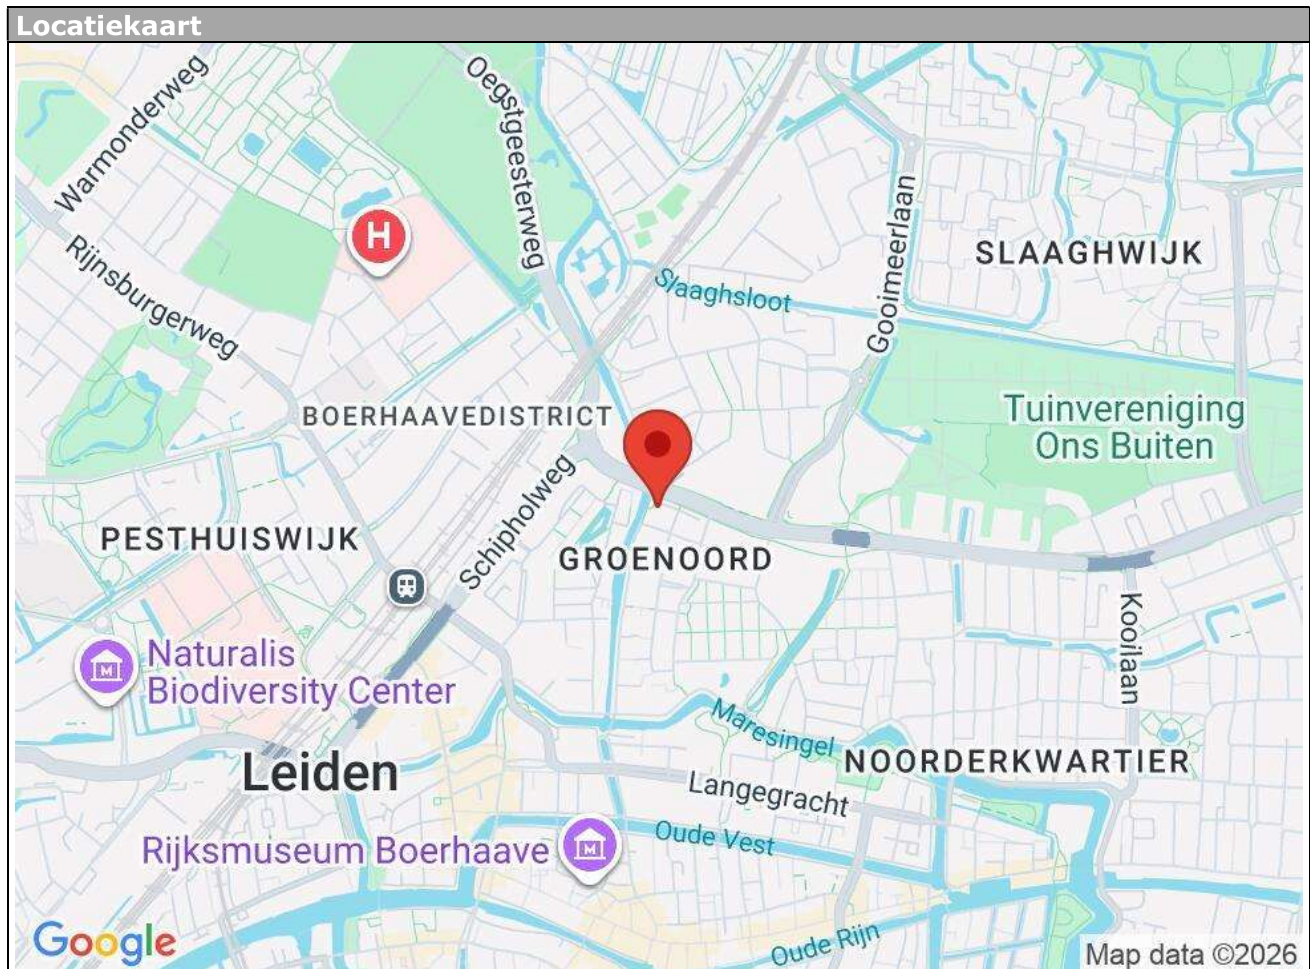 Locatiekaart
Warmonderweg
Oegstgeesterweg
H
Rijnsburgerweg
Slaaghsloot
Gooimeerlaan
SLAAGHWIJK
BOERHAAVEDISTRICT
Tuinvereniging
Ons Buiten
Schipholweg
PESTHUISWIJK
GROENOORD
Kooilaan
Naturalis
Biodiversity Center
M
Maresingel
Leiden
NOORDERKWARTIER
Langegracht
Rijksmuseum Boerhaave
M
Oude Vest
Oude Rijn
Google
Map data ©2026